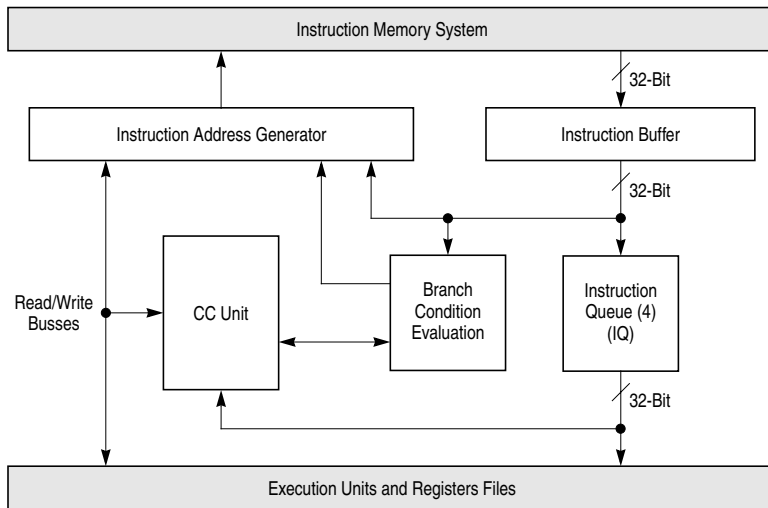 Instruction Memory System
32-Bit
Instruction Address Generator
Instruction Buffer
32-Bit
Read/Write
Busses
CC Unit
Branch
Condition
Evaluation
Instruction
Queue (4)
(IQ)
32-Bit
Execution Units and Registers Files